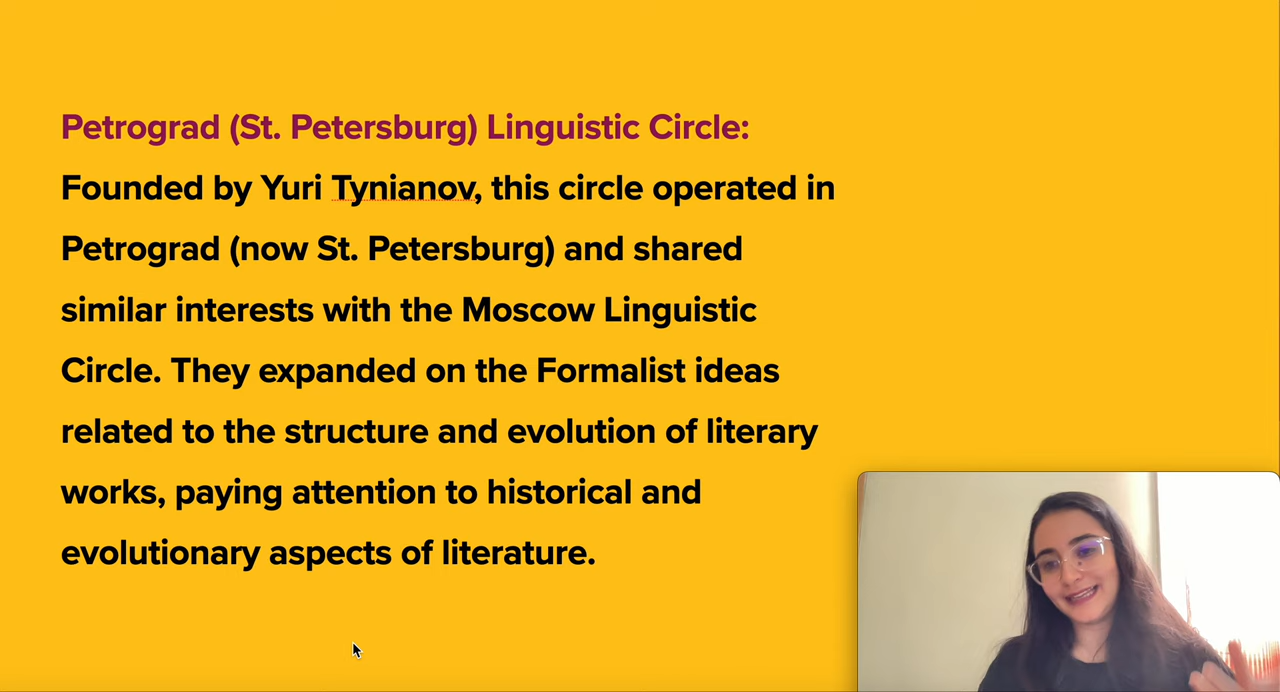 Petrograd (St. Petersburg) Linguistic Circle:
Founded by Yuri Tynianov, this circle operated in
Petrograd (now St. Petersburg) and shared
similar interests with the Moscow Linguistic
Circle. They expanded on the Formalist ideas
related to the structure and evolution of literary
works, paying attention to historical and
evolutionary aspects of literature.